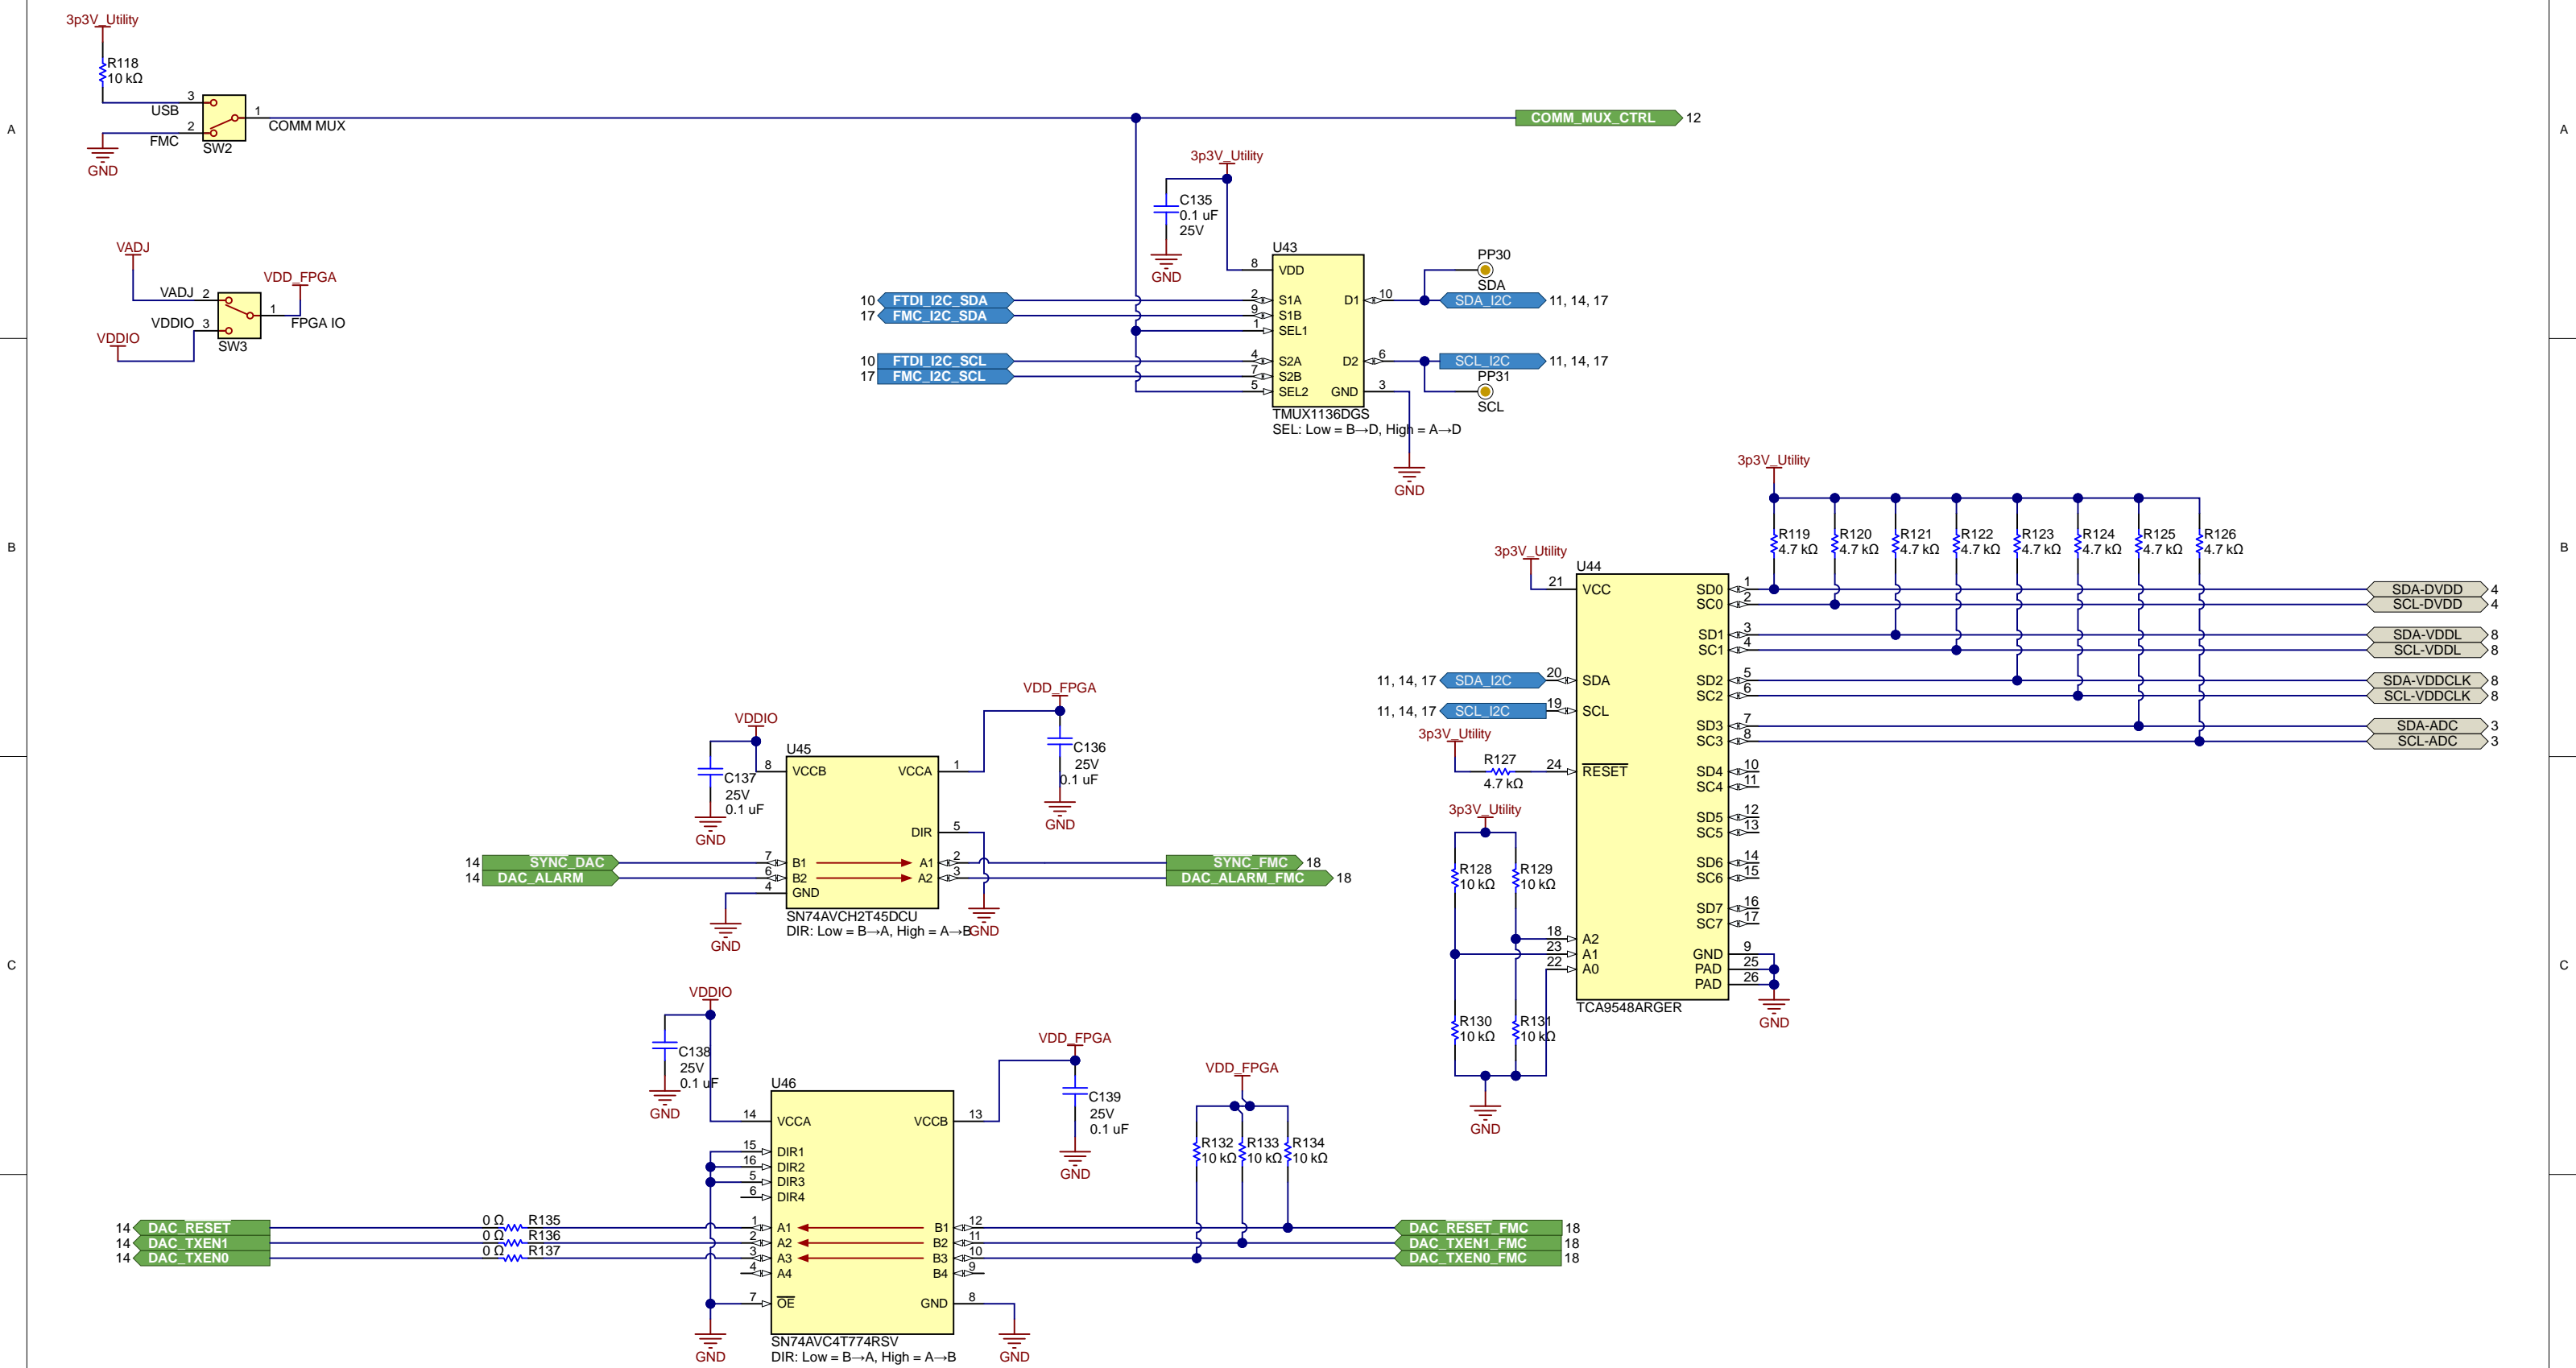 3p3V_Utility
R118
10 kΩ
USB
3
2
FMC
1
COMM MUX
SW2
GND
COMM_MUX_CTRL
12
A
A
VADJ
VDD_FPGA
VADJ
2
VDDIO
3
1
FPGA IO
VDDIO
SW3
3p3V_Utility
C135
0.1 uF
25V
GND
U43
8
VDD
10
FTDI_I2C_SDA
2
S1A
17
FMC_I2C_SDA
9
S1B
1
SEL1
10
FTDI_I2C_SCL
4
S2A
17
FMC_I2C_SCL
7
S2B
5
SEL2
D1
10
PP30
SDA
SDA_I2C
11, 14, 17
D2
6
SCL_I2C
11, 14, 17
PP31
SCL
GND
3
TMUX1136DGS
SEL: Low = B→D, High = A→D
GND
B
B
3p3V_Utility
R119
4.7 kΩ
R120
4.7 kΩ
R121
4.7 kΩ
R122
4.7 kΩ
R123
4.7 kΩ
R124
4.7 kΩ
R125
4.7 kΩ
R126
4.7 kΩ
3p3V_Utility
U44
21
VCC
11, 14, 17
SDA_I2C
20
SDA
11, 14, 17
SCL_I2C
19
SCL
3p3V_Utility
R127
4.7 kΩ
24
RESET
3p3V_Utility
R128
10 kΩ
R129
10 kΩ
18
A2
23
A1
22
A0
R130
10 kΩ
R131
10 kΩ
GND
SD0
1
SDA-DVDD
4
SC0
2
SCL-DVDD
4
SD1
3
SDA-VDDL
8
SC1
4
SCL-VDDL
8
SD2
5
SDA-VDDCLK
8
SC2
6
SCL-VDDCLK
8
SD3
7
SDA-ADC
3
SC3
8
SCL-ADC
3
SD4
10
SC4
11
SD5
12
SC5
13
SD6
14
SC6
15
SD7
16
SC7
17
GND
9
PAD
25
PAD
26
TCA9548ARGER
GND
VDDIO
C137
25V
0.1 uF
GND
VDD_FPGA
C136
25V
0.1 uF
GND
U45
8
VCCB
VCCA
1
DIR
5
14
SYNC_DAC
7
B1
A1
2
SYNC_FMC
18
14
DAC_ALARM
6
B2
A2
3
DAC_ALARM_FMC
18
4
GND
SN74AVCH2T45DCU
DIR: Low = B→A, High = A→B
GND
GND
C
C
VDDIO
C138
25V
0.1 uF
GND
VDD_FPGA
C139
25V
0.1 uF
GND
U46
14
VCCA
VCCB
13
15
DIR1
16
DIR2
5
DIR3
6
DIR4
VDD_FPGA
R132
10 kΩ
R133
10 kΩ
R134
10 kΩ
14
DAC_RESET
0 Ω
R135
1
A1
B1
12
DAC_RESET_FMC
18
14
DAC_TXEN1
0 Ω
R136
2
A2
B2
11
DAC_TXEN1_FMC
18
14
DAC_TXEN0
0 Ω
R137
3
A3
B3
10
DAC_TXEN0_FMC
18
4
A4
B4
9
7
OE
GND
8
SN74AVC4T774RSV
DIR: Low = B→A, High = A→B
GND
GND